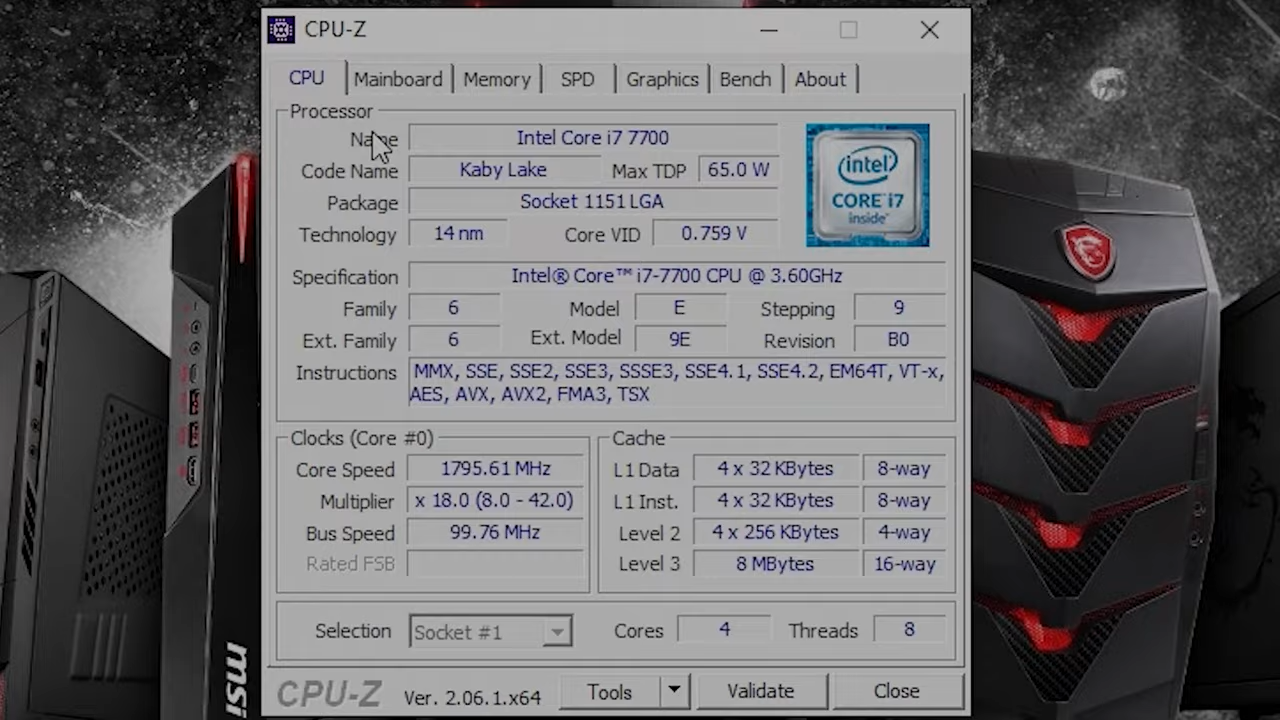 CPU-Z
CPU Mainboard Memory SPD Graphics Bench About
Processor
Name Intel Core i7 7700
Code Name Kaby Lake Max TDP 65.0 W
Package Socket 1151 LGA
Technology 14 nm Core VID 0.759 V
intel
CORE i7
inside
Specification Intel® Core™ i7-7700 CPU @ 3.60GHz
Family 6 Model E Stepping 9
Ext. Family 6 Ext. Model 9E Revision B0
Instructions MMX, SSE, SSE2, SSE3, SSSE3, SSE4.1, SSE4.2, EM64T, VT-x,
AES, AVX, AVX2, FMA3, TSX
Clocks (Core #0)
Core Speed 1795.61 MHz
Multiplier x 18.0 (8.0 - 42.0)
Bus Speed 99.76 MHz
Rated FSB
Cache
L1 Data 4 x 32 KBytes 8-way
L1 Inst. 4 x 32 KBytes 8-way
Level 2 4 x 256 KBytes 4-way
Level 3 8 MBytes 16-way
Selection Socket #1 Cores 4 Threads 8
CPU-Z Ver. 2.06.1.x64 Tools Validate Close
msi